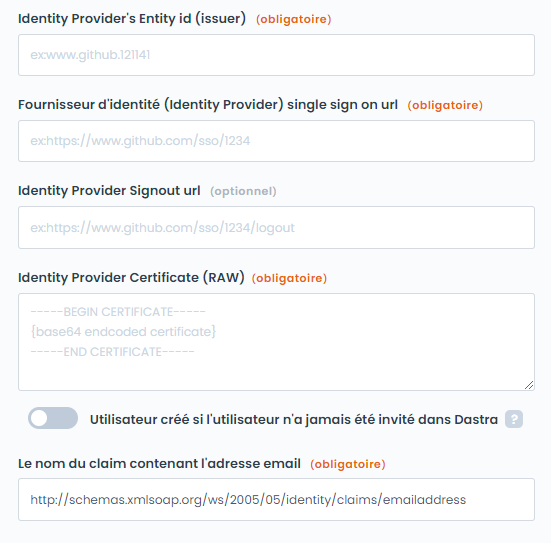 Identity Provider's Entity id (issuer) (obligatoire)
ex:www.github.121141
Fournisseur d'identité (Identity Provider) single sign on url (obligatoire)
ex:https://www.github.com/sso/1234
Identity Provider Signout url (optionnel)
ex:https://www.github.com/sso/1234/logout
Identity Provider Certificate (RAW) (obligatoire)
-----BEGIN CERTIFICATE-----
{base64 endcoded certificate}
-----END CERTIFICATE-----
Utilisateur créé si l'utilisateur n'a jamais été invité dans Dastra ?
Le nom du claim contenant l'adresse email (obligatoire)
http://schemas.xmlsoap.org/ws/2005/05/identity/claims/emailaddress